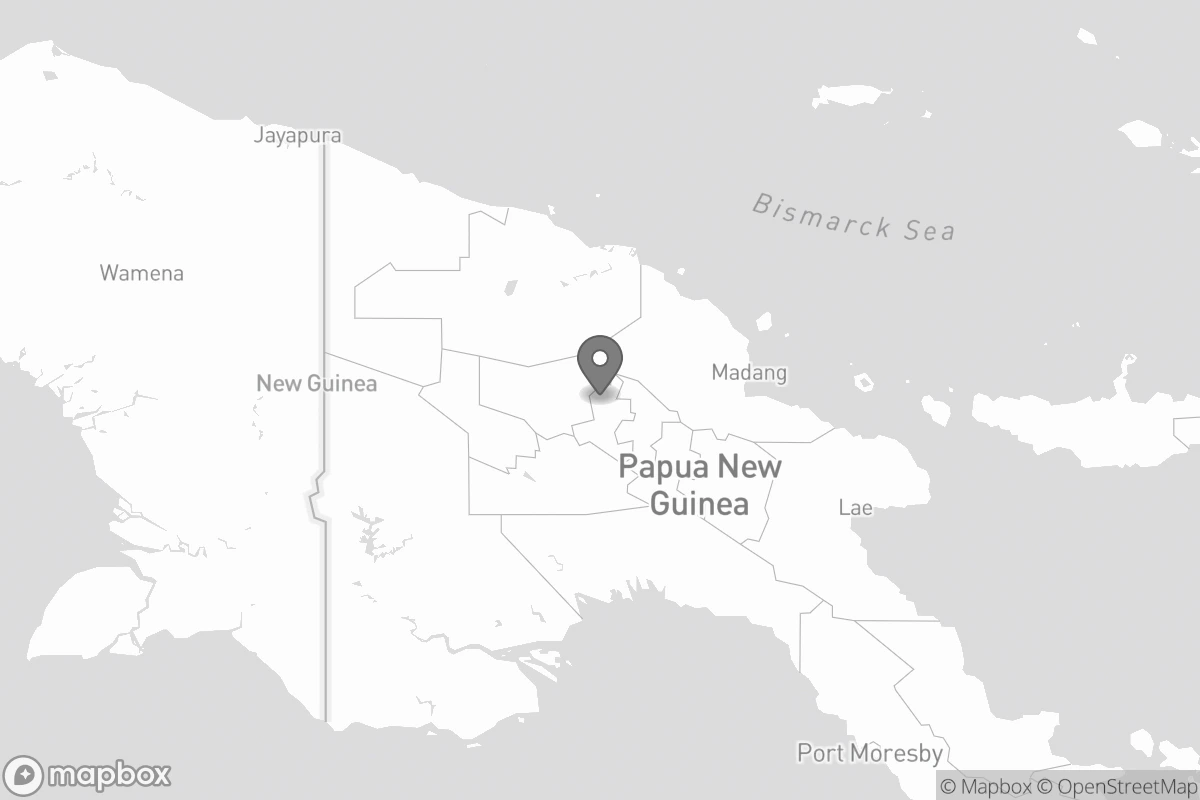 Jayapura
Bismarck Sea
Wamena
Madang
New Guinea
Papua New
Guinea
Lae
Port Moresby
mapbox
© Mapbox © OpenStreetMap